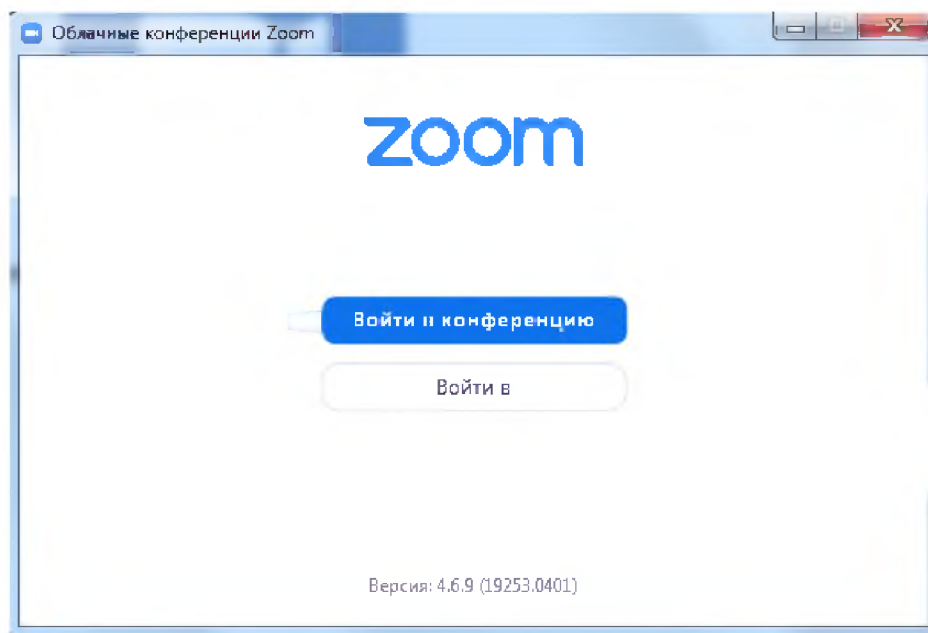 Облачные конференции Zoom
zoom
Войти в конференцию
Войти в
Версия: 4.6.9 (19253.0401)